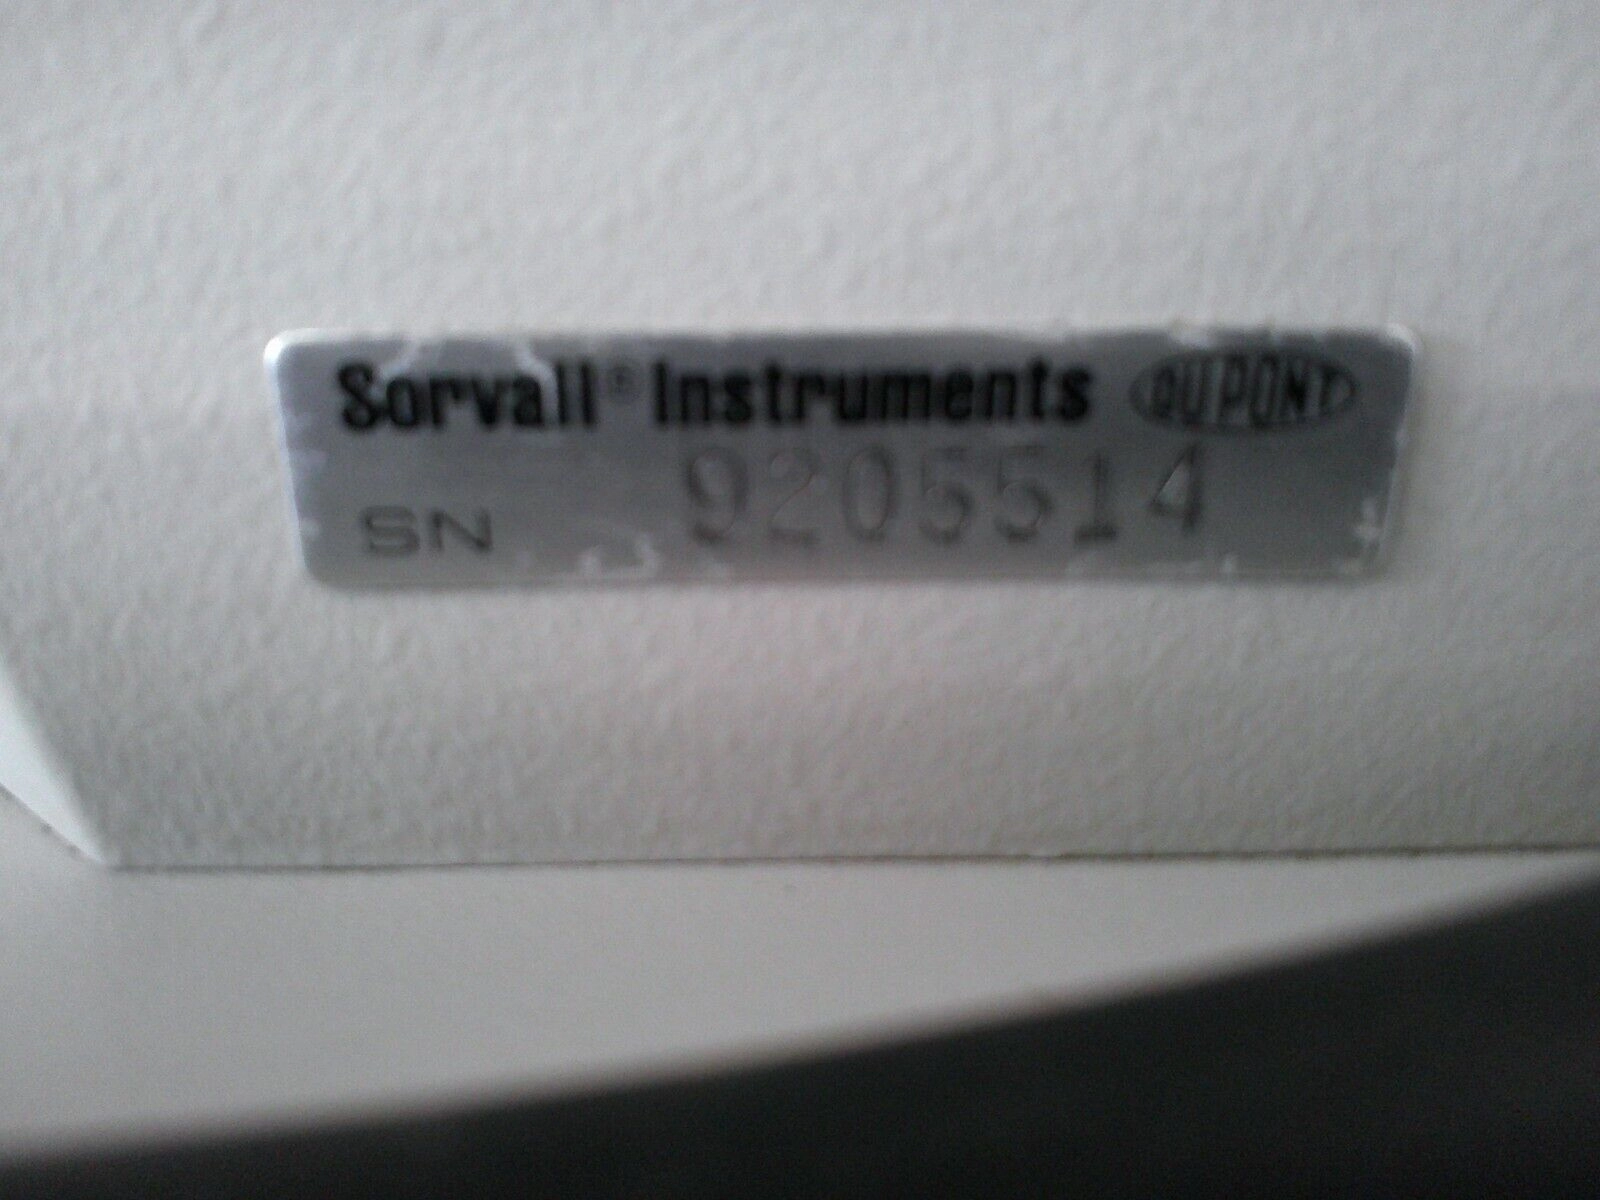 Sorvall® Instruments DUPONT
SN 9205514